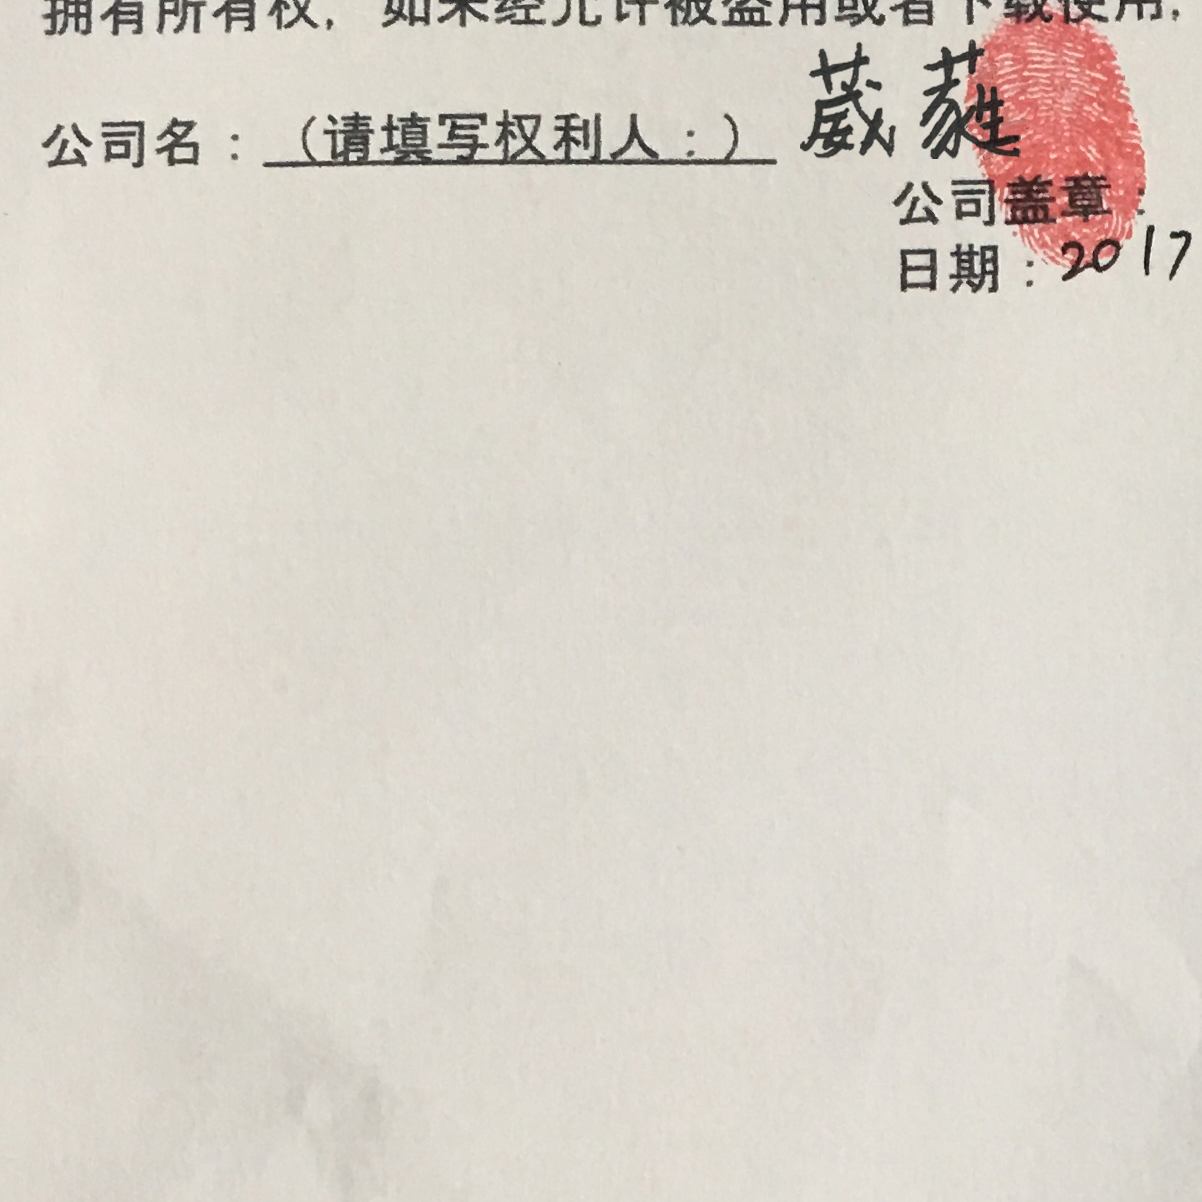 拥有所有权，如未经允许被盗用或者下载使用，
公司名：（请填写权利人：）葳蕤
公司盖章：
日期：2017